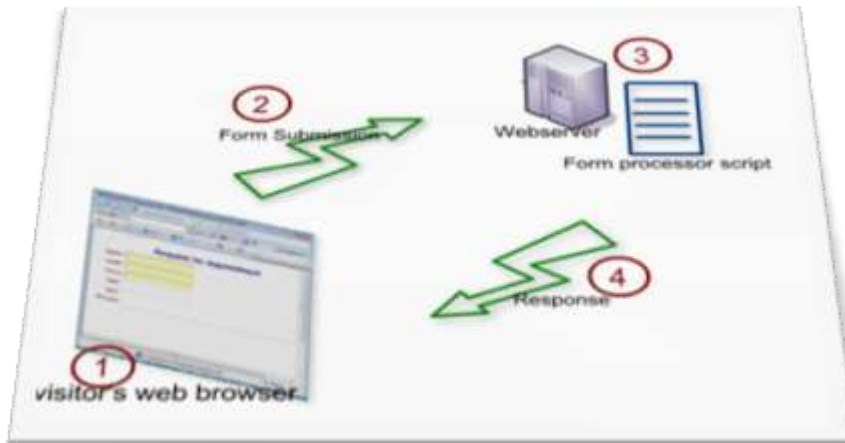 1
visitor's web browser
2
Form Submission
3
Webserver
Form processor script
4
Response